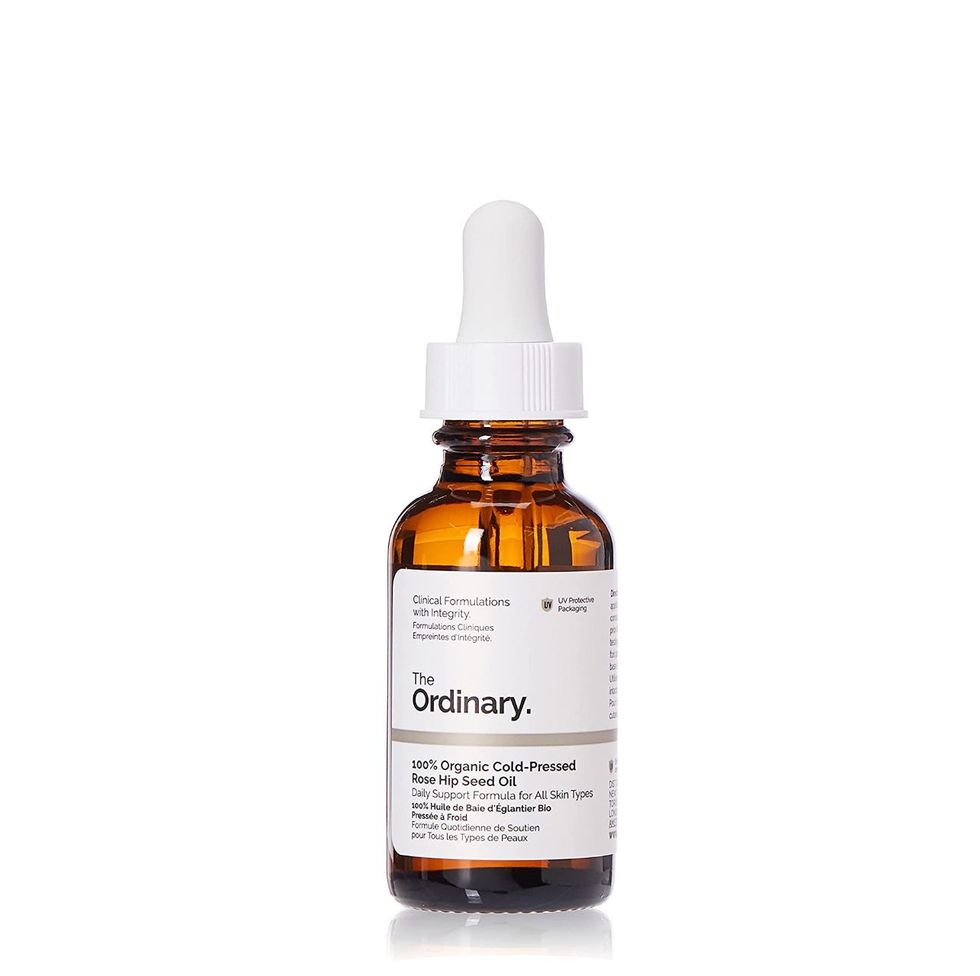 Clinical Formulations
with Integrity.
Formulations Cliniques
Empreintes d'Intégrité.
UV
UV Protective
Packaging
The
Ordinary.
100% Organic Cold-Pressed
Rose Hip Seed Oil
Daily Support Formula for All Skin Types
100% Huile de Baie d'Églantier Bio
Pressée à Froid
Formule Quotidienne de Soutien
pour Tous les Types de Peaux